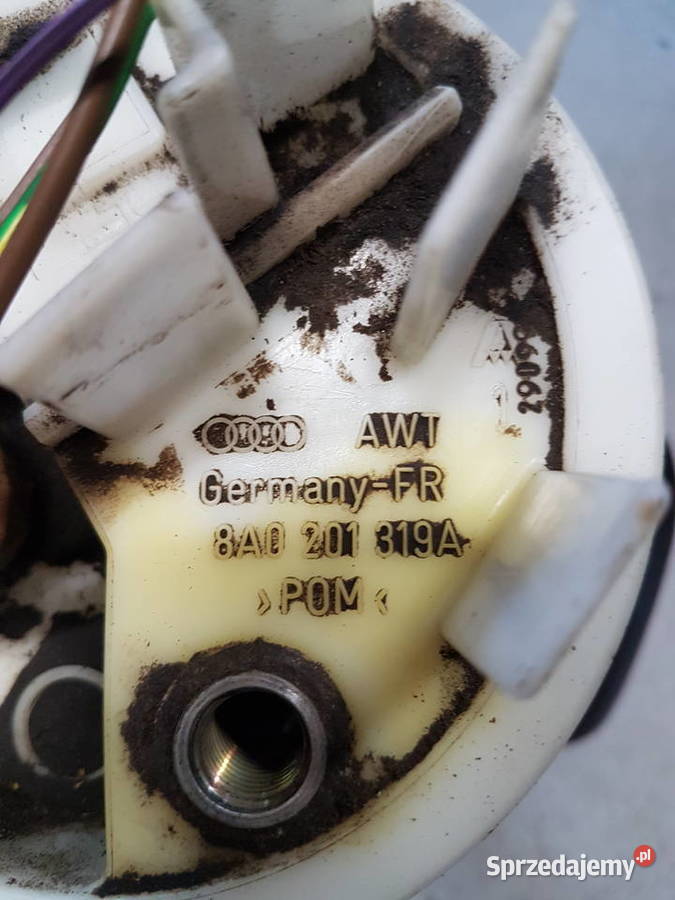 AWT
Germany-FR
8A0 201 319A
>POM<
Sprzedajemy.pl